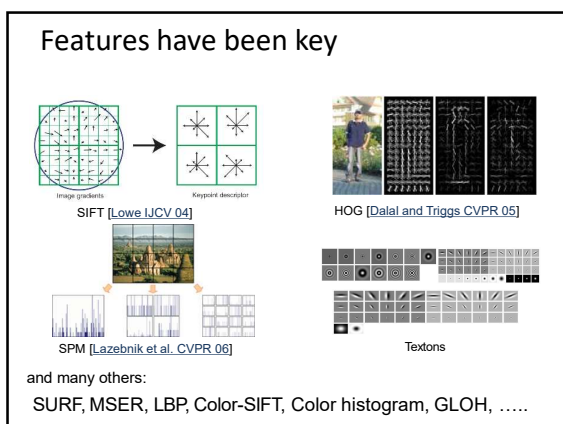 Features have been key
Image gradients
Keypoint descriptor
SIFT [Lowe IJCV 04]
HOG [Dalal and Triggs CVPR 05]
SPM [Lazebnik et al. CVPR 06]
Textons
and many others:
SURF, MSER, LBP, Color-SIFT, Color histogram, GLOH, …..